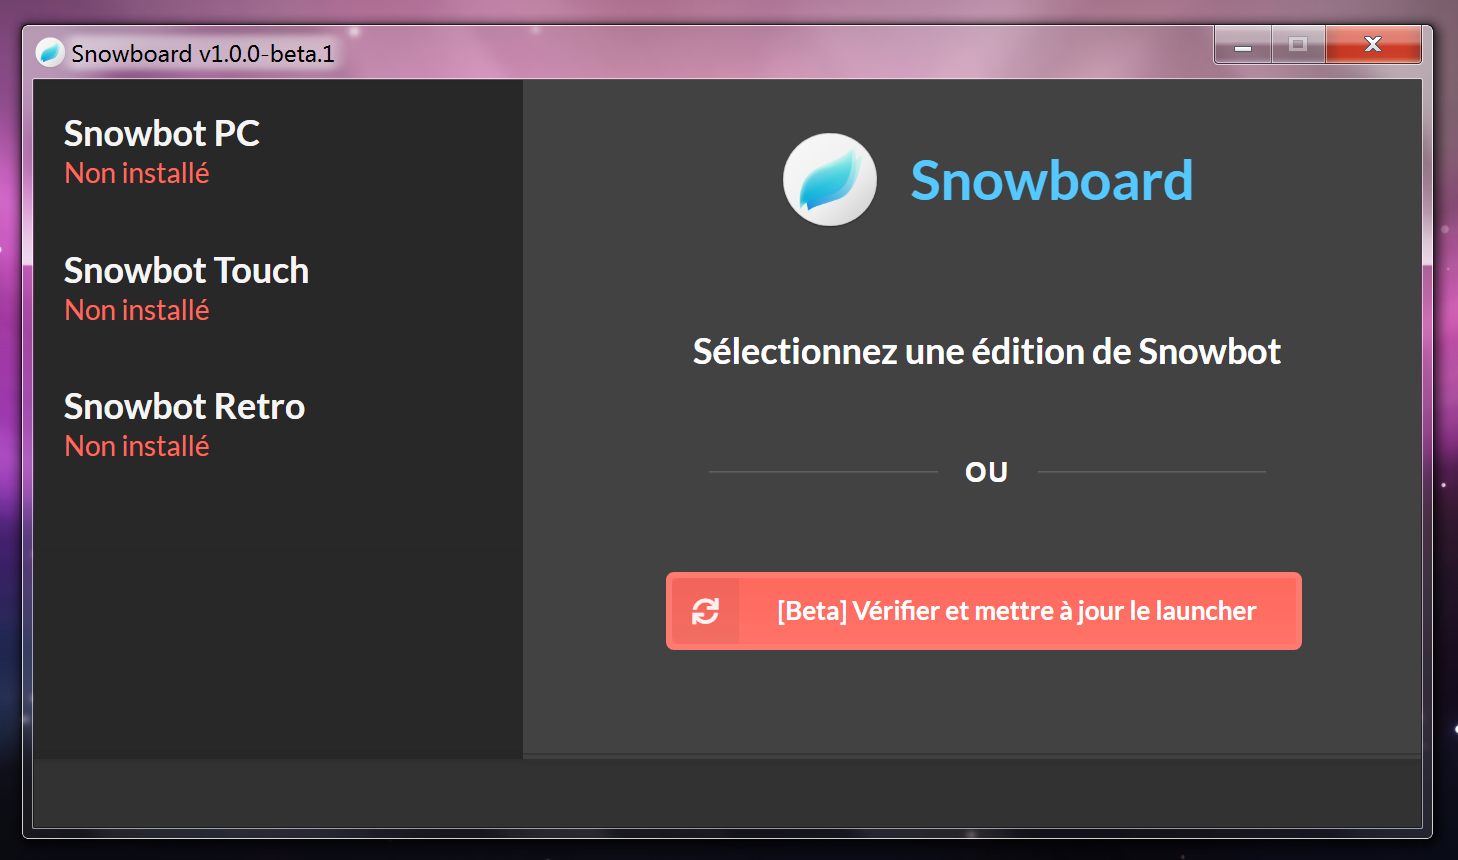 Snowboard v1.0.0-beta.1
Snowbot PC
Non installé
Snowbot Touch
Non installé
Snowbot Retro
Non installé
Snowboard
Sélectionnez une édition de Snowbot
OU
[Beta] Vérifier et mettre à jour le launcher